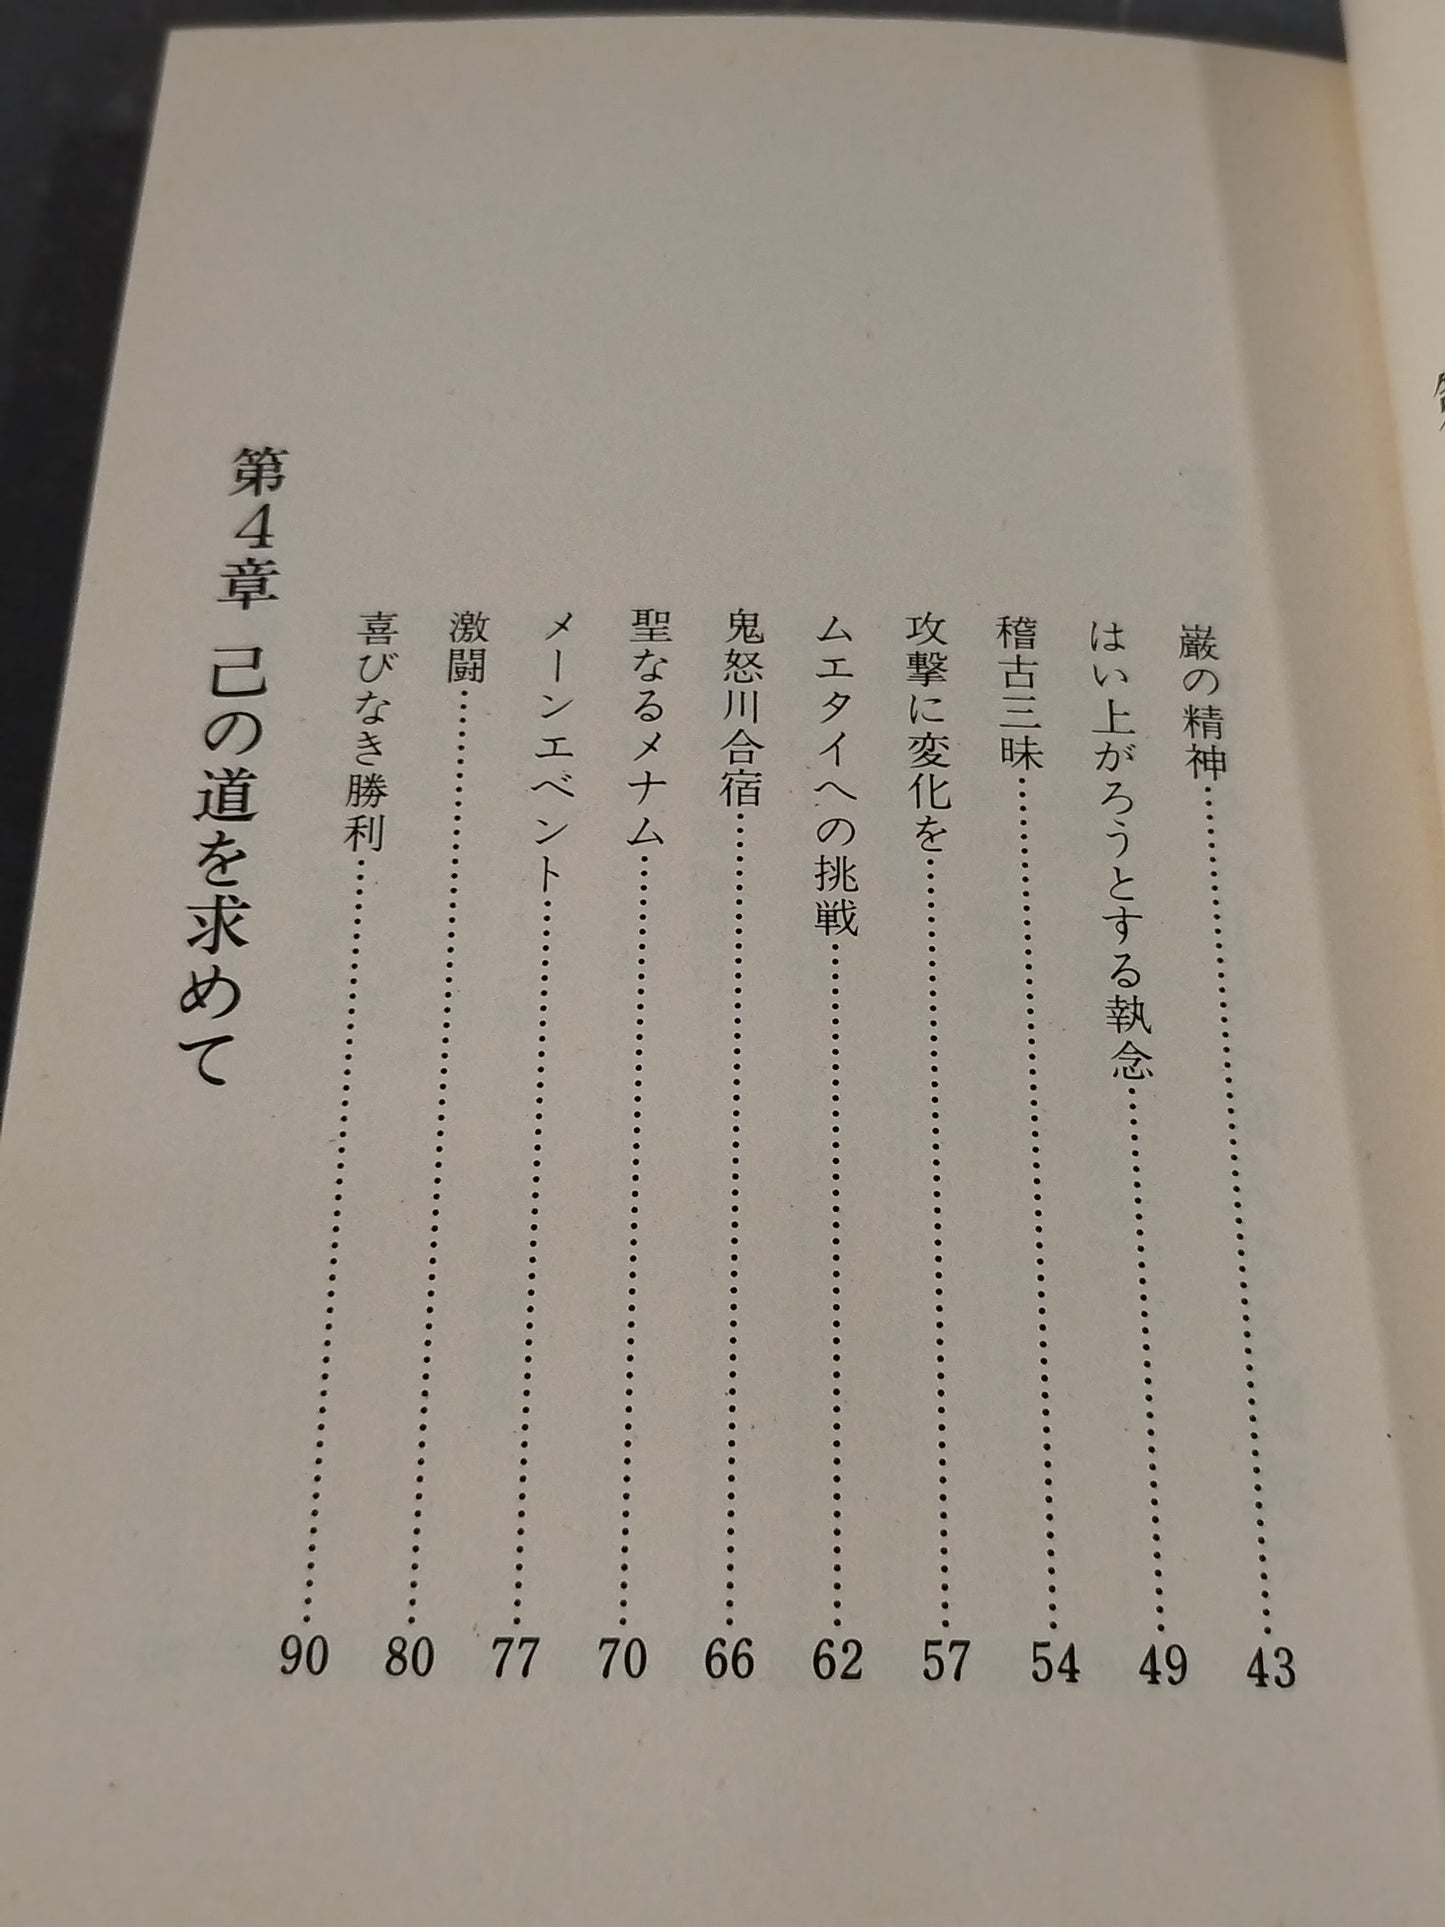 巌の精神…………43
はい上がろうとする執念…………49
稽古三昧…………54
攻撃に変化を…………57
ムエタイへの挑戦…………62
鬼怒川合宿…………66
聖なるメナム…………70
メーンエベント…………77
激闘…………80
喜びなき勝利…………90
第4章 己の道を求めて